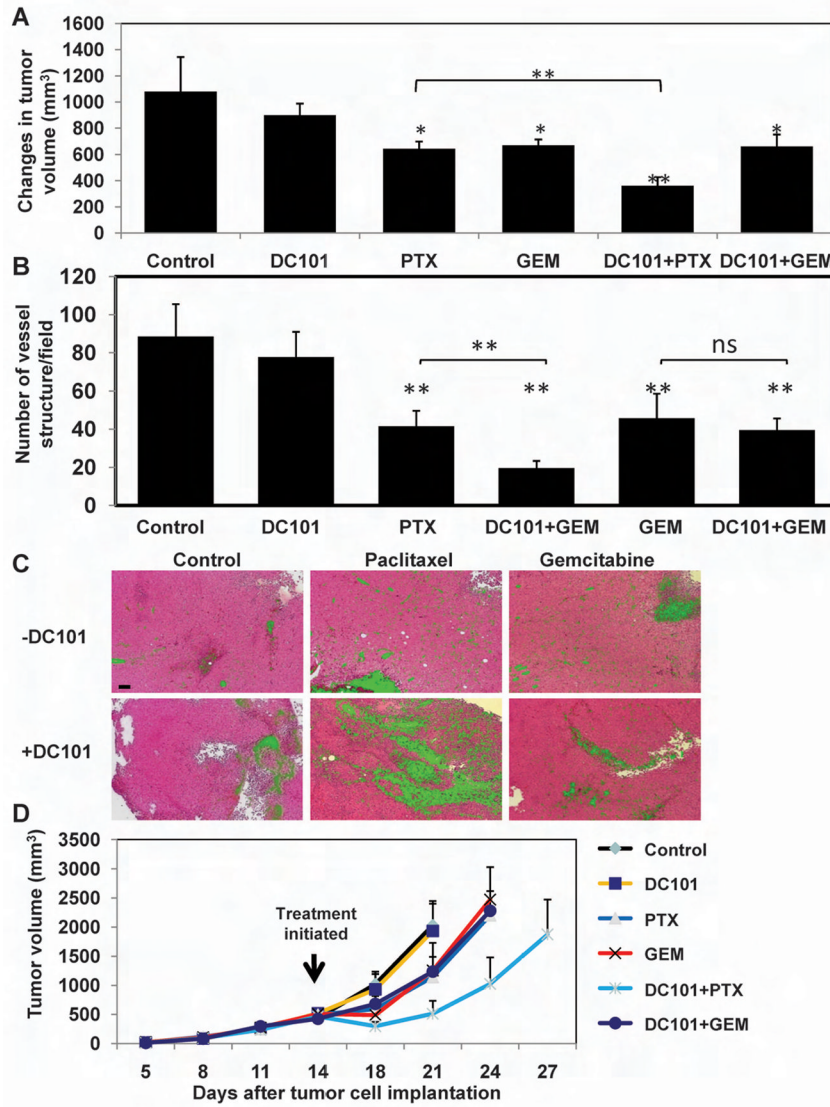 A
Changes in tumor
volume (mm³)
1600
1400
1200
1000
800
600
400
200
0
**
*
*
**
*
Control DC101 PTX GEM DC101+PTX DC101+GEM
B
Number of vessel
structure/field
120
100
80
60
40
20
0
** ns
** ** ** **
Control DC101 PTX DC101+GEM GEM DC101+GEM
C
Control Paclitaxel Gemcitabine
-DC101
+DC101
D
Tumor volume (mm³)
3500
3000
2500
2000
1500
1000
500
0
Treatment
initiated
5 8 11 14 18 21 24 27
Days after tumor cell implantation
Control
DC101
PTX
GEM
DC101+PTX
DC101+GEM